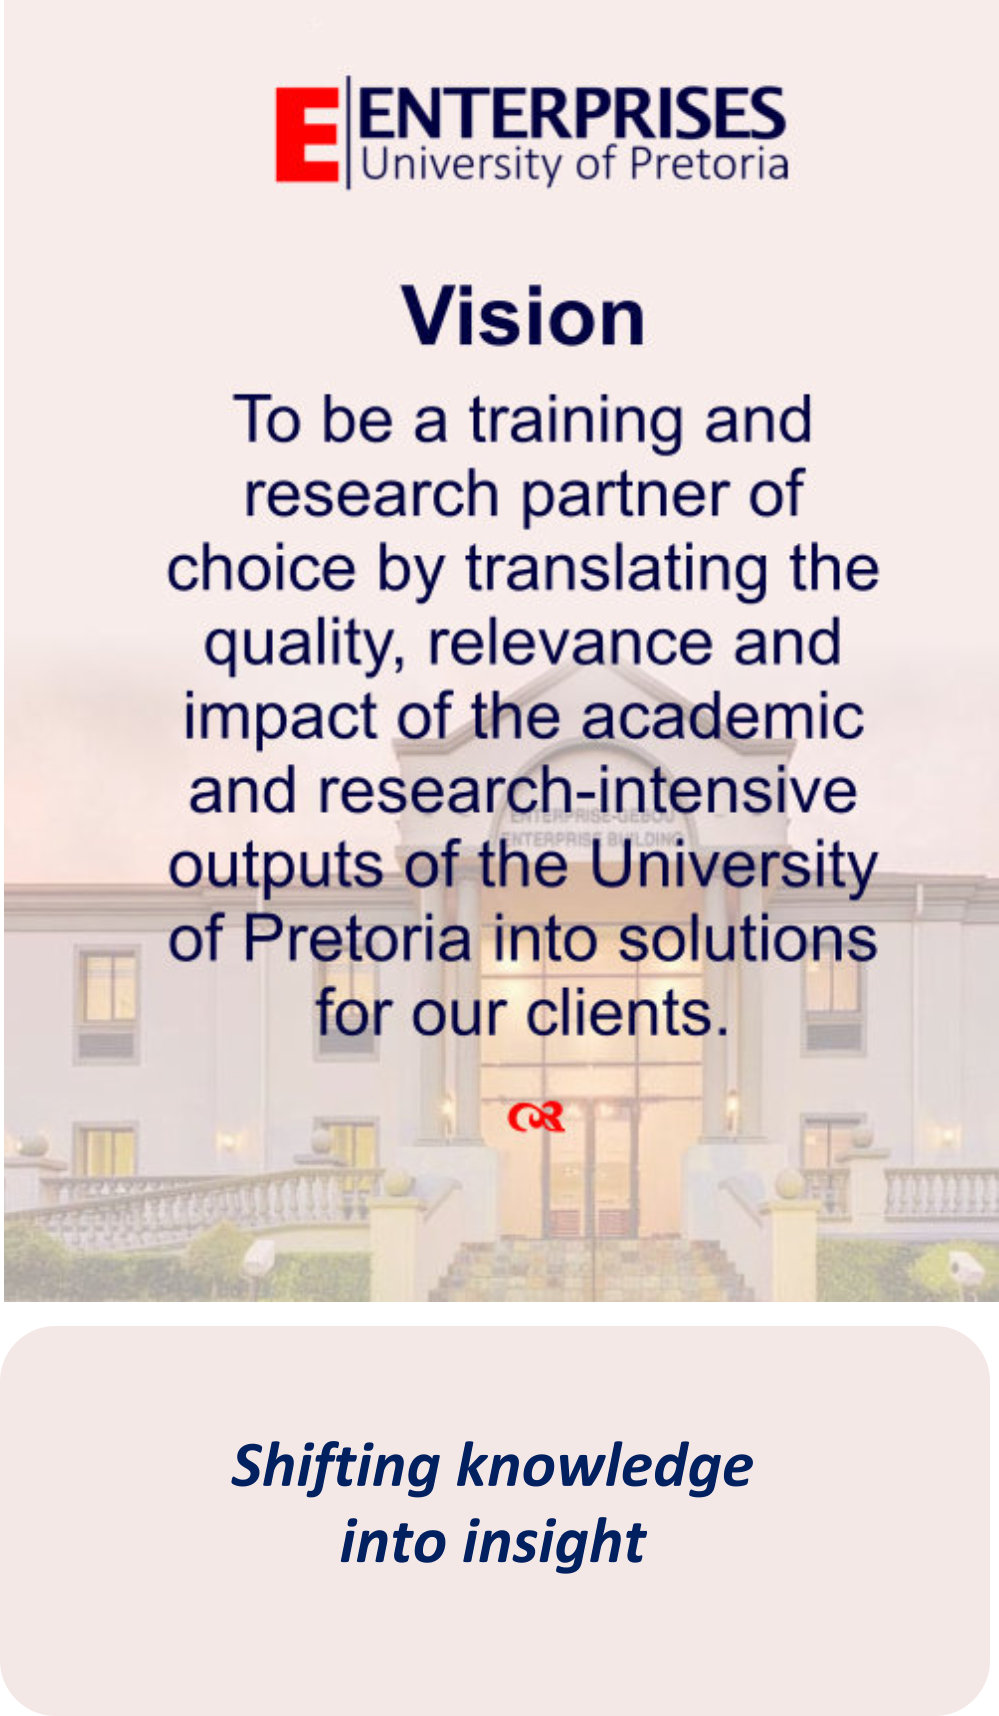 E ENTERPRISES
University of Pretoria
Vision
To be a training and
research partner of
choice by translating the
quality, relevance and
impact of the academic
and research-intensive
outputs of the University
of Pretoria into solutions
for our clients.
ENTERPRISE-GEBOU
ENTERPRISE BUILDING
Shifting knowledge
into insight